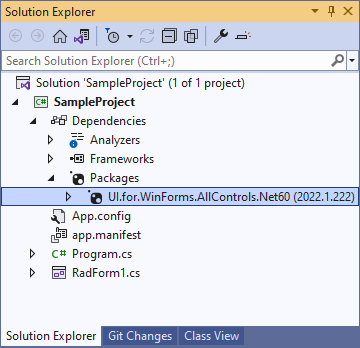 Solution Explorer
Search Solution Explorer (Ctrl+;)
Solution 'SampleProject' (1 of 1 project)
C# SampleProject
Dependencies
Analyzers
Frameworks
Packages
UI.for.WinForms.AllControls.Net60 (2022.1.222)
App.config
app.manifest
C# Program.cs
RadForm1.cs
Solution Explorer Git Changes Class View